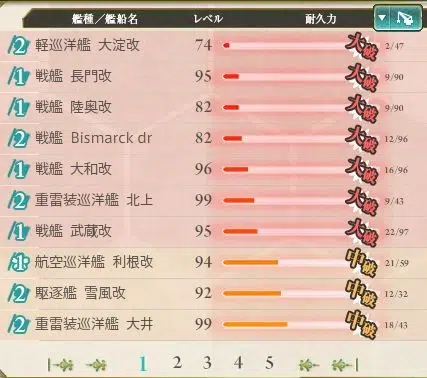 艦種／艦船名 レベル 耐久力
2 軽巡洋艦 大淀改 74 大破 2/47
1 戦艦 長門改 95 大破 9/90
1 戦艦 陸奥改 82 大破 9/90
2 戦艦 Bismarck dr 82 大破 12/96
1 戦艦 大和改 96 大破 16/96
2 重雷装巡洋艦 北上 99 大破 9/43
1 戦艦 武蔵改 95 大破 22/97
航空巡洋艦 利根改 94 中破 21/59
2 駆逐艦 雪風改 92 中破 12/32
2 重雷装巡洋艦 大井 99 中破 18/43
1 2 3 4 5